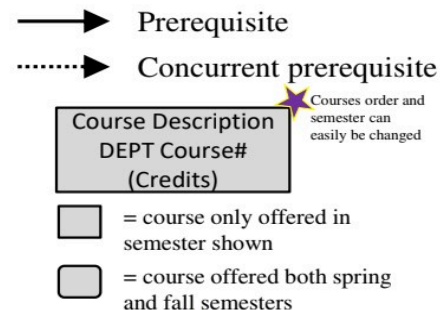 Prerequisite
Concurrent prerequisite
Courses order and
semester can
easily be changed
Course Description
DEPT Course#
(Credits)
= course only offered in
semester shown
= course offered both spring
and fall semesters